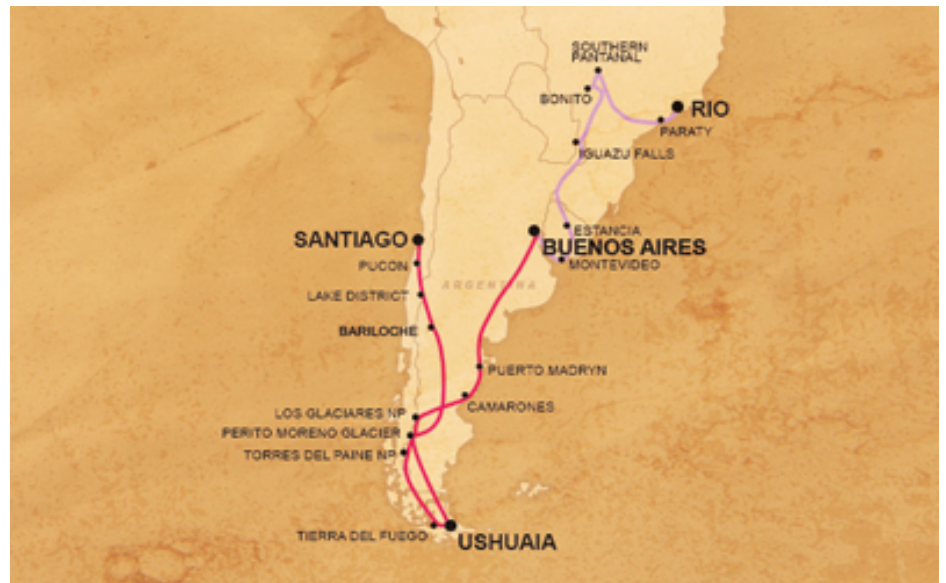 SOUTHERN
PANTANAL
BONITO
RIO
PARATY
IGUAZU FALLS
ESTANCIA
SANTIAGO
BUENOS AIRES
PUCON
MONTEVIDEO
ARGENTINA
LAKE DISTRICT
BARILOCHE
PUERTO MADRYN
CAMARONES
LOS GLACIARES NP
PERITO MORENO GLACIER
TORRES DEL PAINE NP
TIERRA DEL FUEGO
USHUAIA